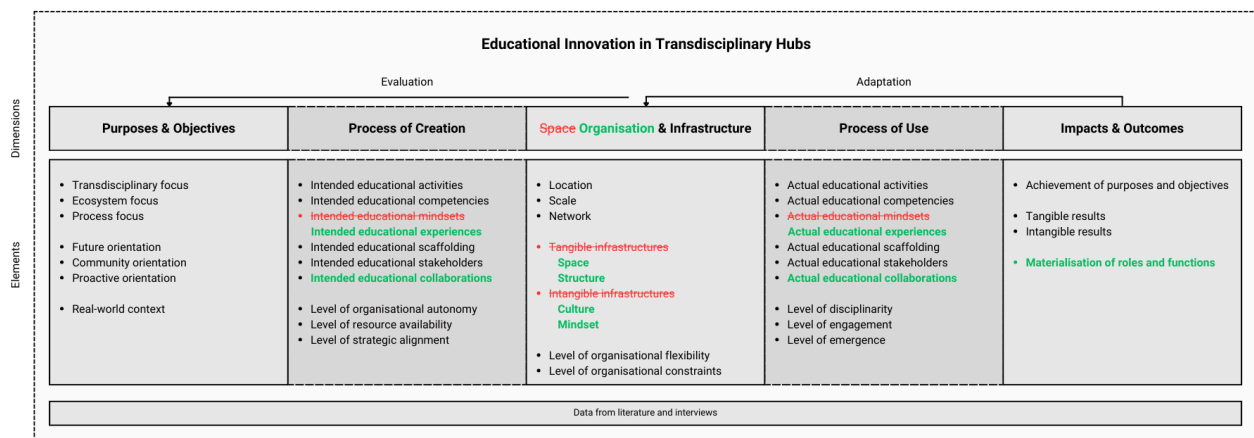 Educational Innovation in Transdisciplinary Hubs
Evaluation
Adaptation
Dimensions
Purposes & Objectives
Process of Creation
Space Organisation & Infrastructure
Process of Use
Impacts & Outcomes
Elements
• Transdisciplinary focus
• Ecosystem focus
• Process focus
• Future orientation
• Community orientation
• Proactive orientation
• Real-world context
• Intended educational activities
• Intended educational competencies
• Intended educational mindsets
Intended educational experiences
• Intended educational scaffolding
• Intended educational stakeholders
• Intended educational collaborations
• Level of organisational autonomy
• Level of resource availability
• Level of strategic alignment
• Location
• Scale
• Network
• Tangible infrastructures
Space
Structure
• Intangible infrastructures
Culture
Mindset
• Level of organisational flexibility
• Level of organisational constraints
• Actual educational activities
• Actual educational competencies
• Actual educational mindsets
Actual educational experiences
• Actual educational scaffolding
• Actual educational stakeholders
• Actual educational collaborations
• Level of disciplinarity
• Level of engagement
• Level of emergence
• Achievement of purposes and objectives
• Tangible results
• Intangible results
• Materialisation of roles and functions
Data from literature and interviews